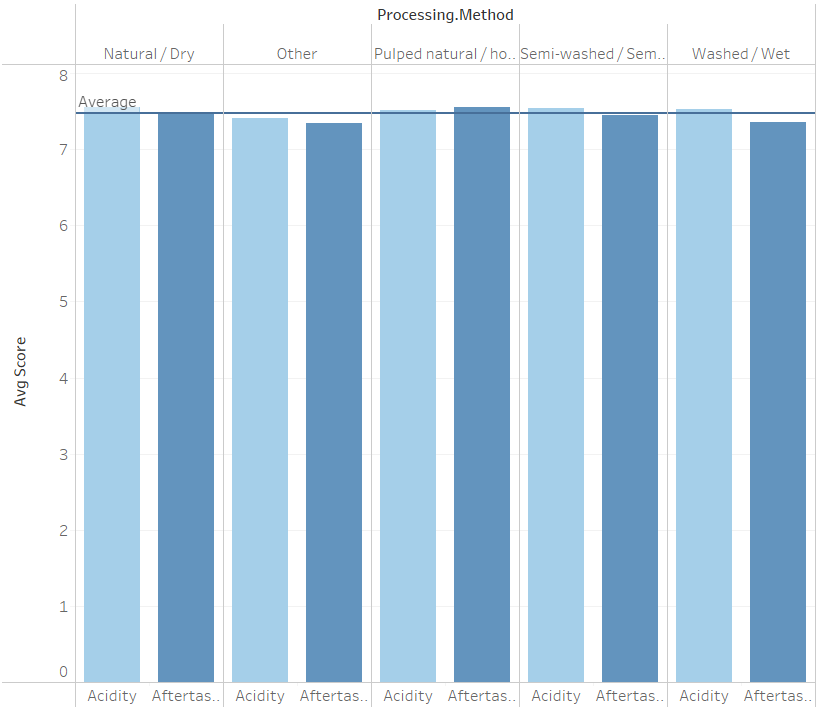 Processing.Method
Natural / Dry Other Pulped natural / ho.. Semi-washed / Sem.. Washed / Wet
8
Average
7
6
5
4
3
2
1
0
Avg Score
Acidity Aftertas.. Acidity Aftertas.. Acidity Aftertas.. Acidity Aftertas.. Acidity Aftertas..